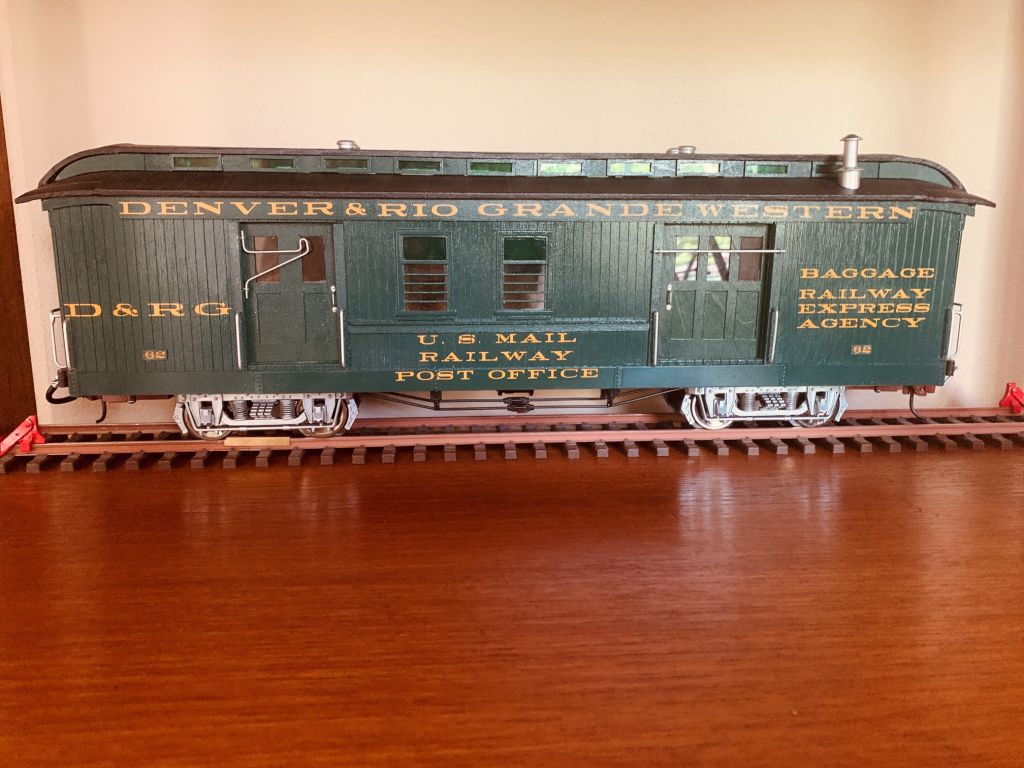 DENVER & RIO GRANDE WESTERN
D & RG
62
U. S. MAIL
RAILWAY
POST OFFICE
BAGGAGE
RAILWAY
EXPRESS
AGENCY
62